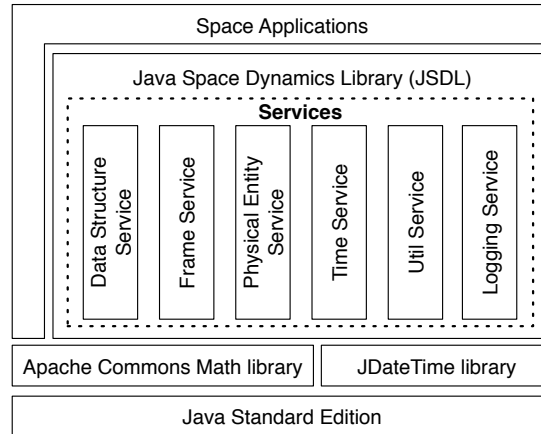 Space Applications
Java Space Dynamics Library (JSDL)
Services
Data Structure
Service
Frame Service
Physical Entity
Service
Time Service
Util Service
Logging Service
Apache Commons Math library
JDateTime library
Java Standard Edition